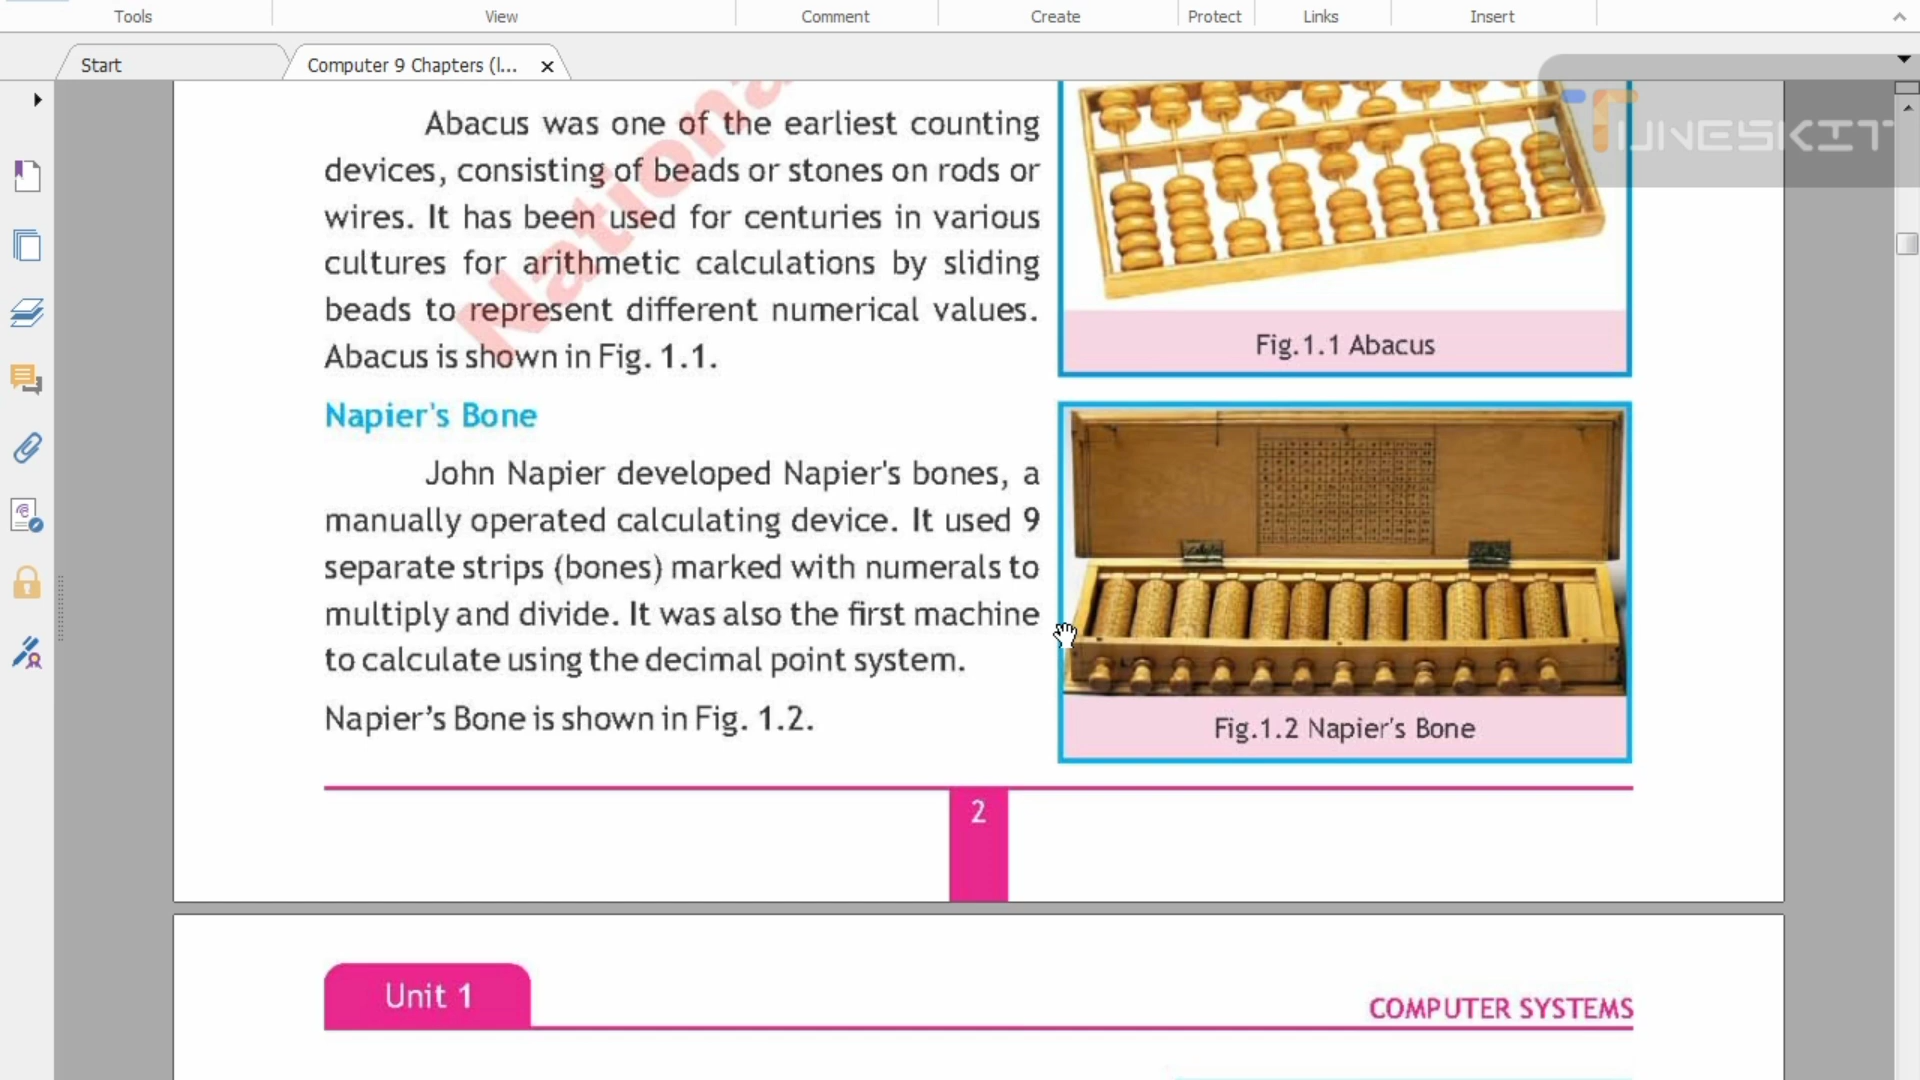 Tools View Comment Create Protect Links Insert
Start Computer 9 Chapters (l...
TUNESKIT
Nationa
Abacus was one of the earliest counting
devices, consisting of beads or stones on rods or
wires. It has been used for centuries in various
cultures for arithmetic calculations by sliding
beads to represent different numerical values.
Abacus is shown in Fig. 1.1.
Fig.1.1 Abacus
Napier's Bone
John Napier developed Napier's bones, a
manually operated calculating device. It used 9
separate strips (bones) marked with numerals to
multiply and divide. It was also the first machine
to calculate using the decimal point system.
Napier’s Bone is shown in Fig. 1.2.
Fig.1.2 Napier's Bone
2
Unit 1
COMPUTER SYSTEMS